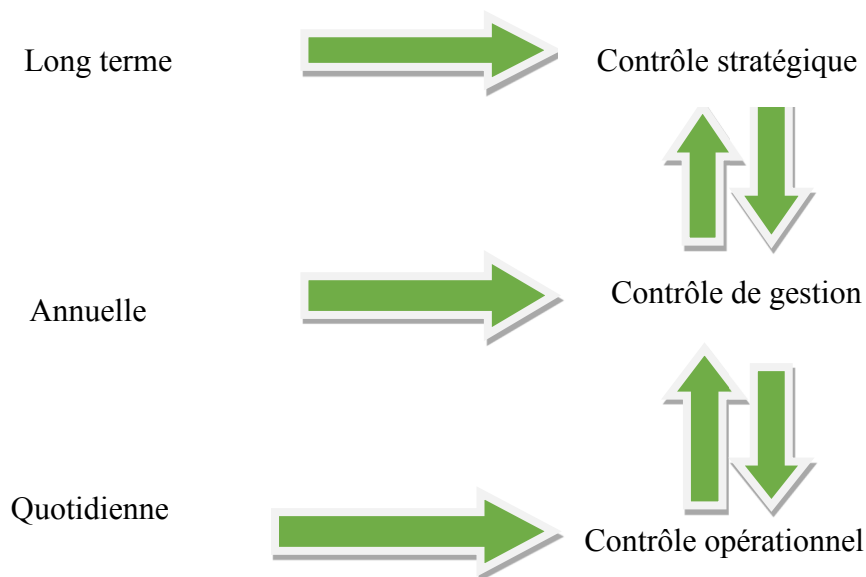 Long terme
Contrôle stratégique
Annuelle
Contrôle de gestion
Quotidienne
Contrôle opérationnel